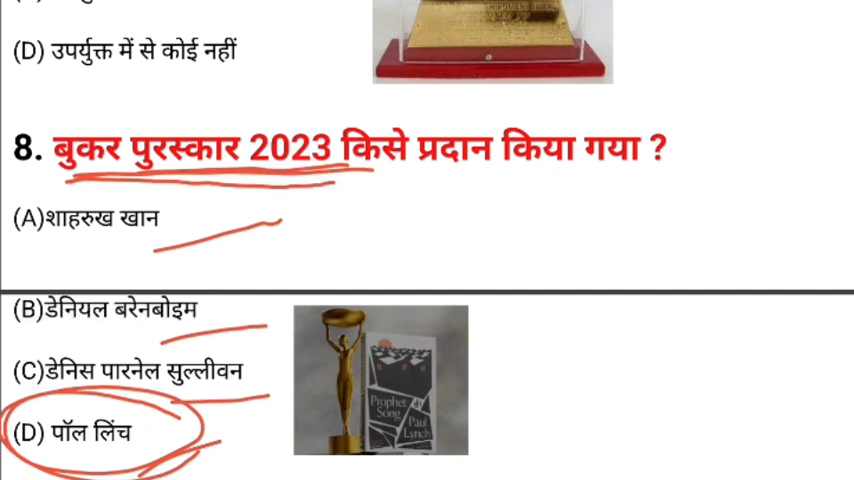 (D) उपर्युक्त में से कोई नहीं
8. बुकर पुरस्कार 2023 किसे प्रदान किया गया ?
(A)शाहरुख खान
(B)डेनियल बरेनबोइम
(C)डेनिस पारनेल सुल्लीवन
(D) पॉल लिंच
Prophet
Song
Paul
Lynch